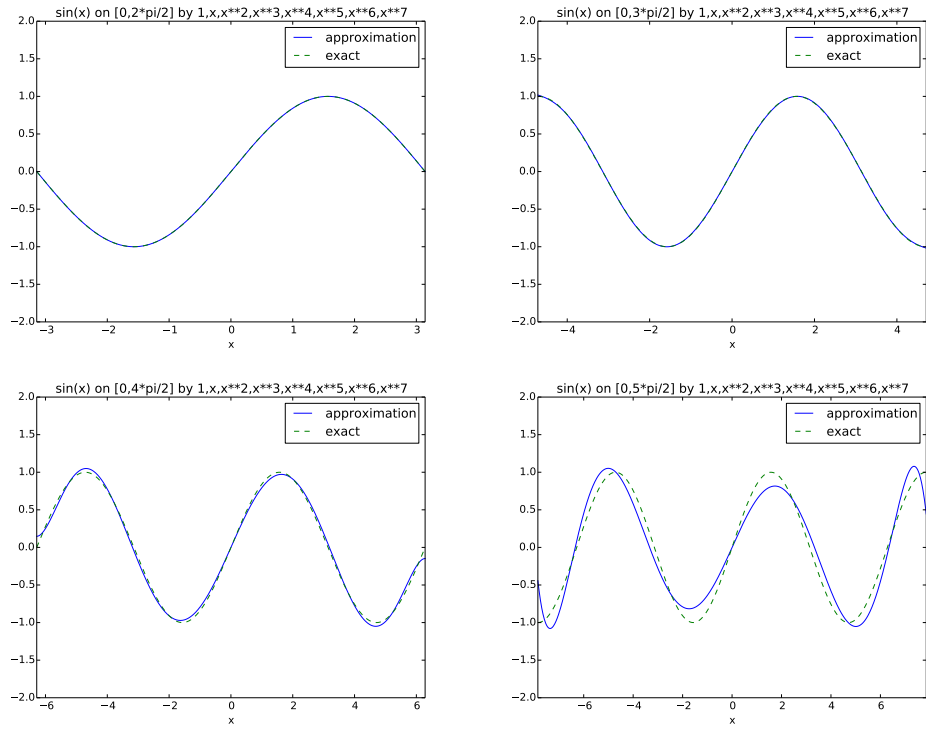 sin(x) on [0,2*pi/2] by 1,x,x**2,x**3,x**4,x**5,x**6,x**7
approximation
exact
2.0
1.5
1.0
0.5
0.0
−0.5
−1.0
−1.5
−2.0
−3 −2 −1 0 1 2 3
x
sin(x) on [0,3*pi/2] by 1,x,x**2,x**3,x**4,x**5,x**6,x**7
approximation
exact
2.0
1.5
1.0
0.5
0.0
−0.5
−1.0
−1.5
−2.0
−4 −2 0 2 4
x
sin(x) on [0,4*pi/2] by 1,x,x**2,x**3,x**4,x**5,x**6,x**7
approximation
exact
2.0
1.5
1.0
0.5
0.0
−0.5
−1.0
−1.5
−2.0
−6 −4 −2 0 2 4 6
x
sin(x) on [0,5*pi/2] by 1,x,x**2,x**3,x**4,x**5,x**6,x**7
approximation
exact
2.0
1.5
1.0
0.5
0.0
−0.5
−1.0
−1.5
−2.0
−6 −4 −2 0 2 4 6
x